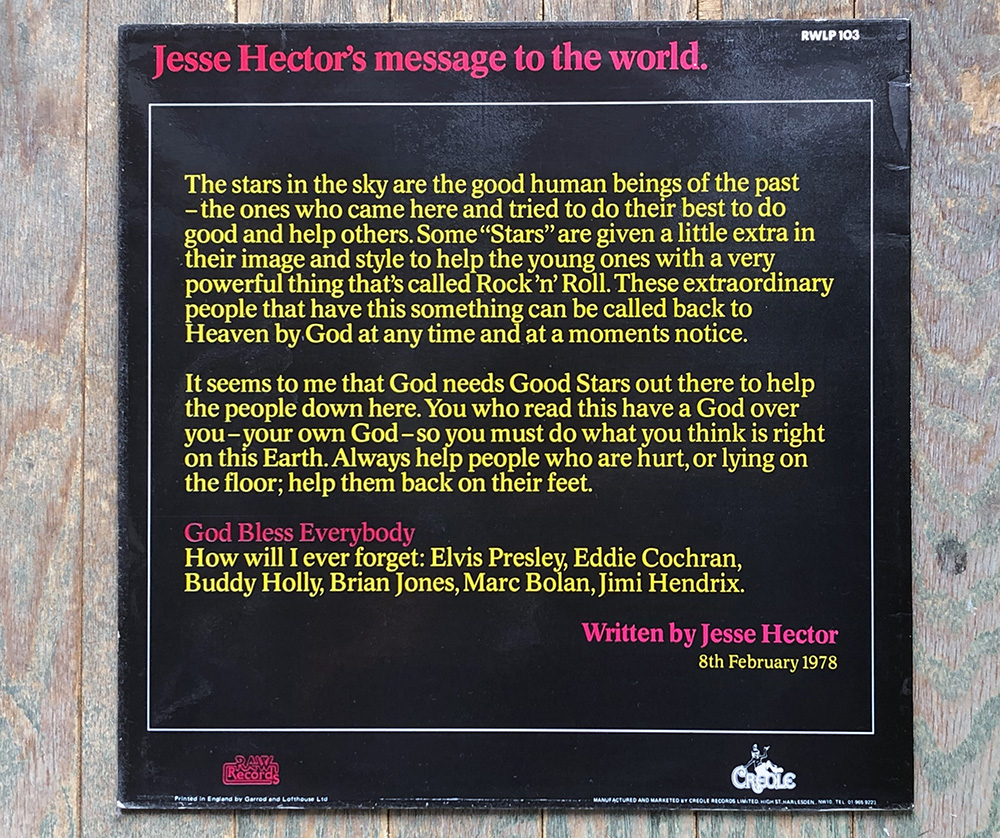 RWLP 103
Jesse Hector's message to the world.
The stars in the sky are the good human beings of the past
– the ones who came here and tried to do their best to do
good and help others. Some “Stars” are given a little extra in
their image and style to help the young ones with a very
powerful thing that's called Rock 'n' Roll. These extraordinary
people that have this something can be called back to
Heaven by God at any time and at a moments notice.
It seems to me that God needs Good Stars out there to help
the people down here. You who read this have a God over
you – your own God – so you must do what you think is right
on this Earth. Always help people who are hurt, or lying on
the floor; help them back on their feet.
God Bless Everybody
How will I ever forget: Elvis Presley, Eddie Cochran,
Buddy Holly, Brian Jones, Marc Bolan, Jimi Hendrix.
Written by Jesse Hector
8th February 1978
RAW Records
CREOLE
Printed in England by Garrod and Lofthouse Ltd
MANUFACTURED AND MARKETED BY CREOLE RECORDS LIMITED. HIGH ST. HARLESDEN. NW10. TEL. 01 965 9223